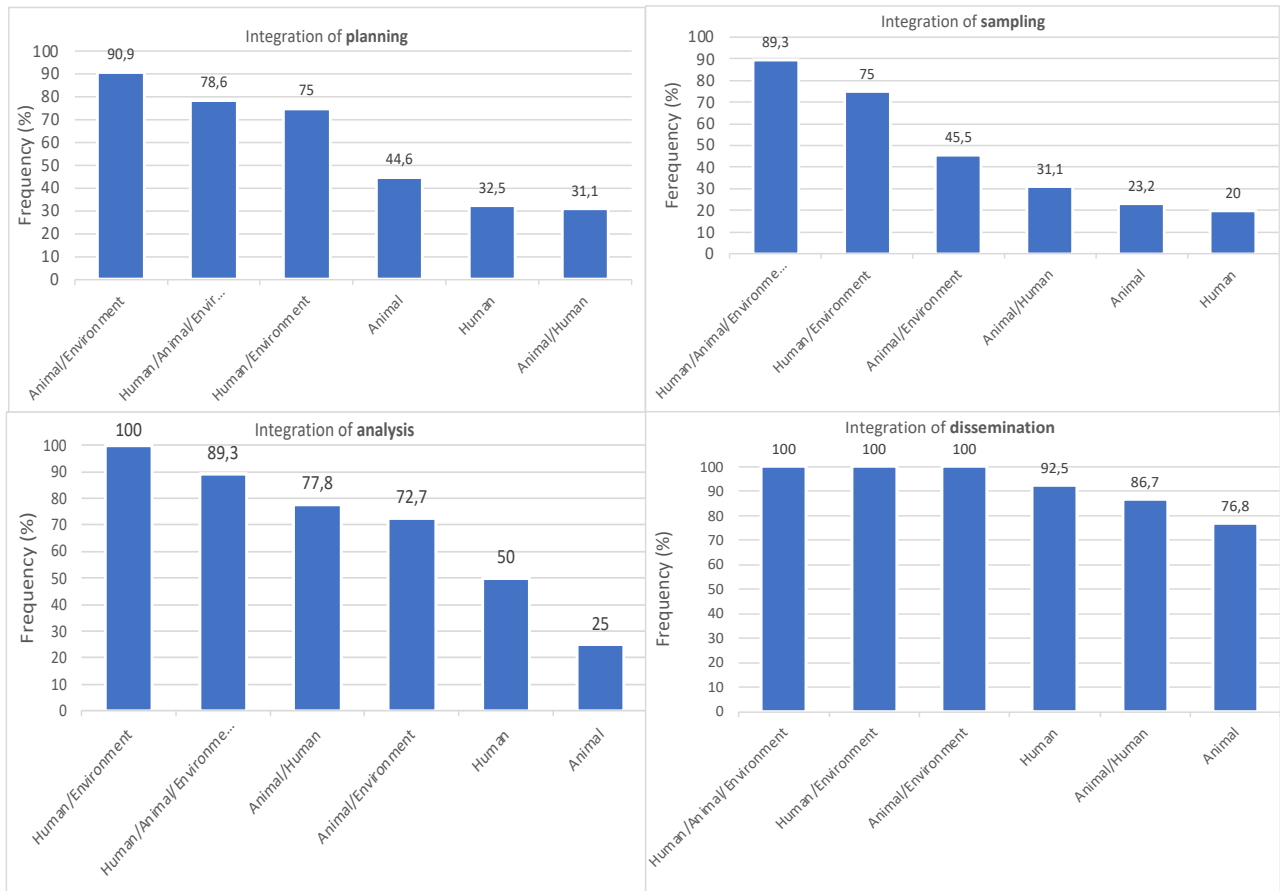 Integration of planning
Frequency (%)
100
90
80
70
60
50
40
30
20
10
0
90,9
78,6
75
44,6
32,5
31,1
Animal/Environment
Human/Animal/Envir...
Human/Environment
Animal
Human
Animal/Human
Integration of sampling
Ferequency (%)
100
90
80
70
60
50
40
30
20
10
0
89,3
75
45,5
31,1
23,2
20
Human/Animal/Environme...
Human/Environment
Animal/Environment
Animal/Human
Animal
Human
Integration of analysis
Frequency (%)
100
90
80
70
60
50
40
30
20
10
0
100
89,3
77,8
72,7
50
25
Human/Environment
Human/Animal/Environme...
Animal/Human
Animal/Environment
Human
Animal
Integration of dissemination
Frequency (%)
100
90
80
70
60
50
40
30
20
10
0
100
100
100
92,5
86,7
76,8
Human/Animal/Environment
Human/Environment
Animal/Environment
Human
Animal/Human
Animal